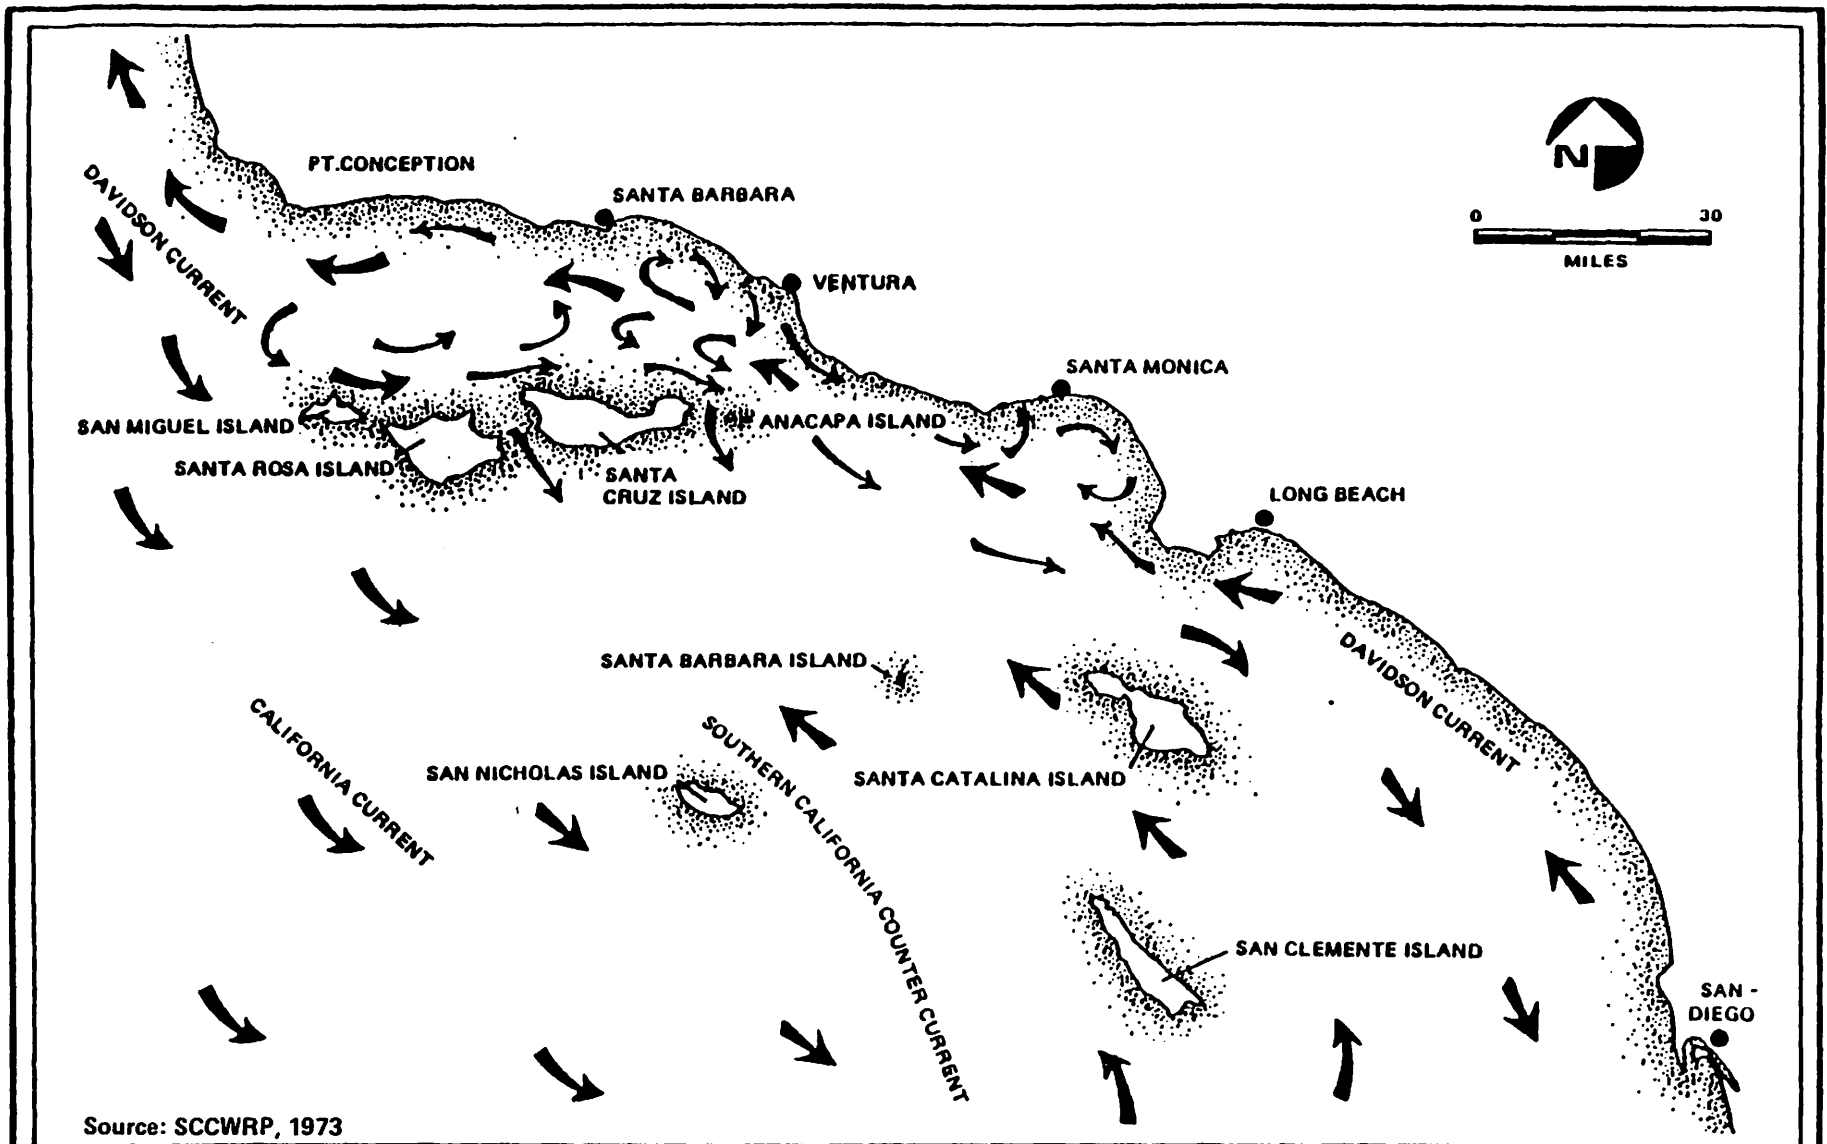 PT.CONCEPTION
SANTA BARBARA
N
0 30
MILES
DAVIDSON CURRENT
VENTURA
SANTA MONICA
SAN MIGUEL ISLAND
ANACAPA ISLAND
SANTA ROSA ISLAND
SANTA
CRUZ ISLAND
LONG BEACH
SANTA BARBARA ISLAND
DAVIDSON CURRENT
CALIFORNIA CURRENT
SOUTHERN CALIFORNIA COUNTER CURRENT
SAN NICHOLAS ISLAND
SANTA CATALINA ISLAND
SAN CLEMENTE ISLAND
SAN -
DIEGO
Source: SCCWRP, 1973